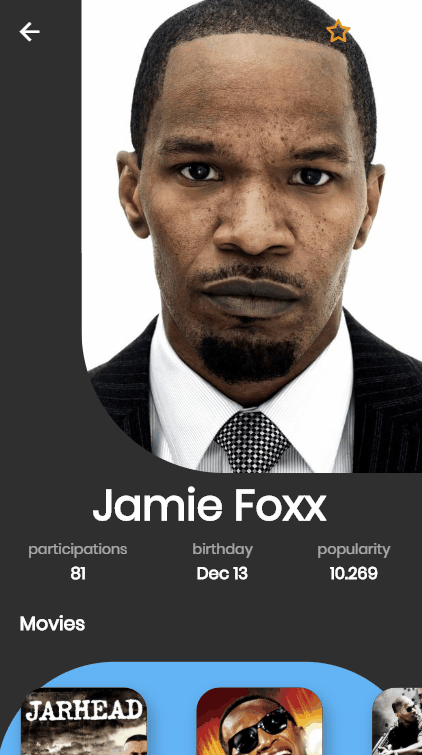 Jamie Foxx
participations birthday popularity
81 Dec 13 10.269
Movies
JARHEAD